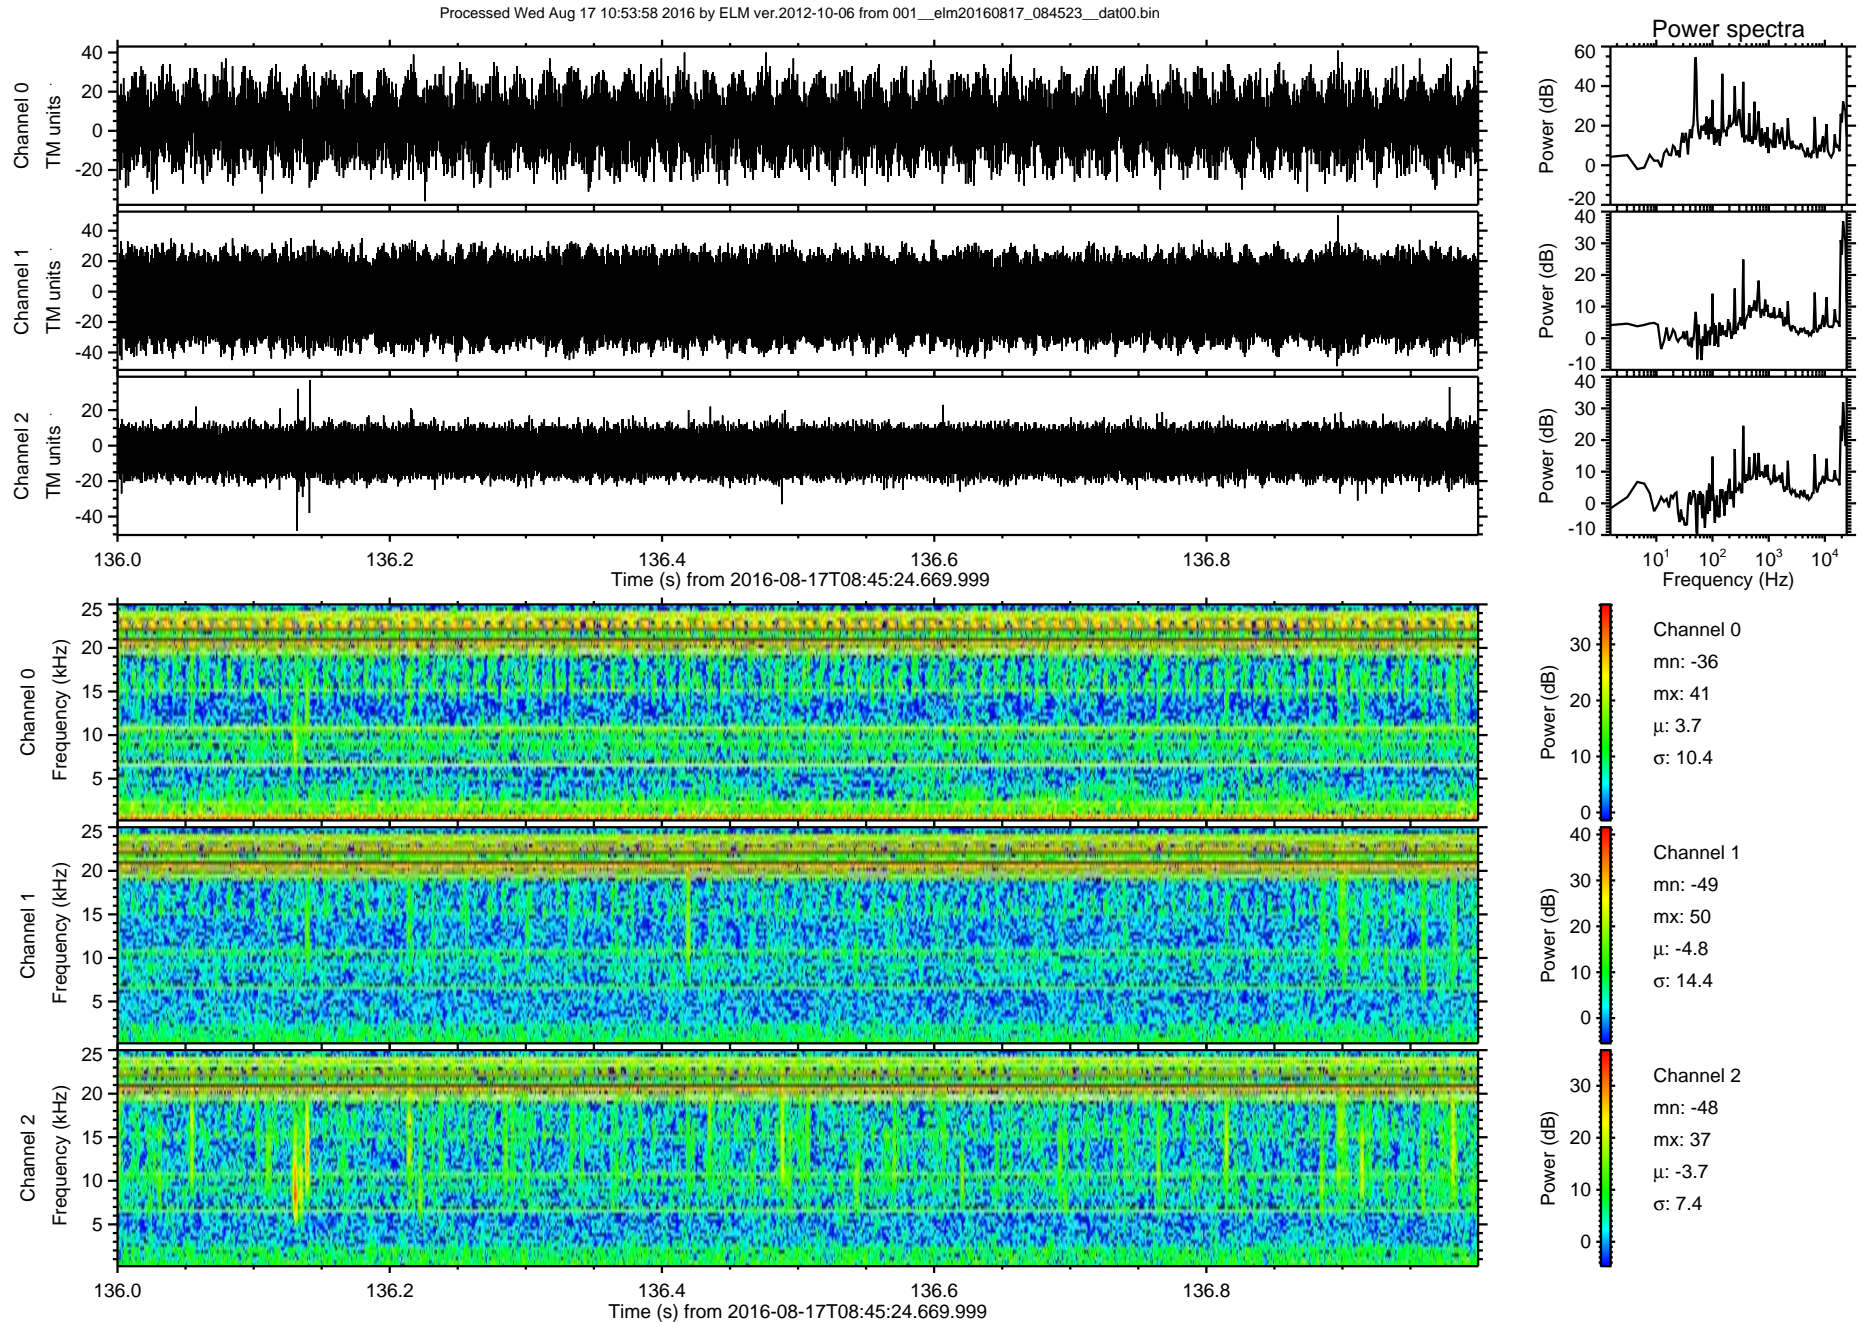 Processed Wed Aug 17 10:53:58 2016 by ELM ver.2012-10-06 from 001__elm20160817_084523__dat00.bin
Power spectra
Channel 0
TM units
40
20
0
-20
Power (dB)
60
40
20
0
-20
Channel 1
TM units
40
20
0
-20
-40
Power (dB)
40
30
20
10
0
-10
Channel 2
TM units
20
0
-20
-40
Power (dB)
40
30
20
10
0
-10
136.0 136.2 136.4 136.6 136.8
Time (s) from 2016-08-17T08:45:24.669.999
10^1 10^2 10^3 10^4
Frequency (Hz)
Channel 0
Frequency (kHz)
25
20
15
10
5
Power (dB)
30
20
10
0
Channel 0
mn: -36
mx: 41
μ: 3.7
σ: 10.4
Channel 1
Frequency (kHz)
25
20
15
10
5
Power (dB)
40
30
20
10
0
Channel 1
mn: -49
mx: 50
μ: -4.8
σ: 14.4
Channel 2
Frequency (kHz)
25
20
15
10
5
Power (dB)
30
20
10
0
Channel 2
mn: -48
mx: 37
μ: -3.7
σ: 7.4
136.0 136.2 136.4 136.6 136.8
Time (s) from 2016-08-17T08:45:24.669.999